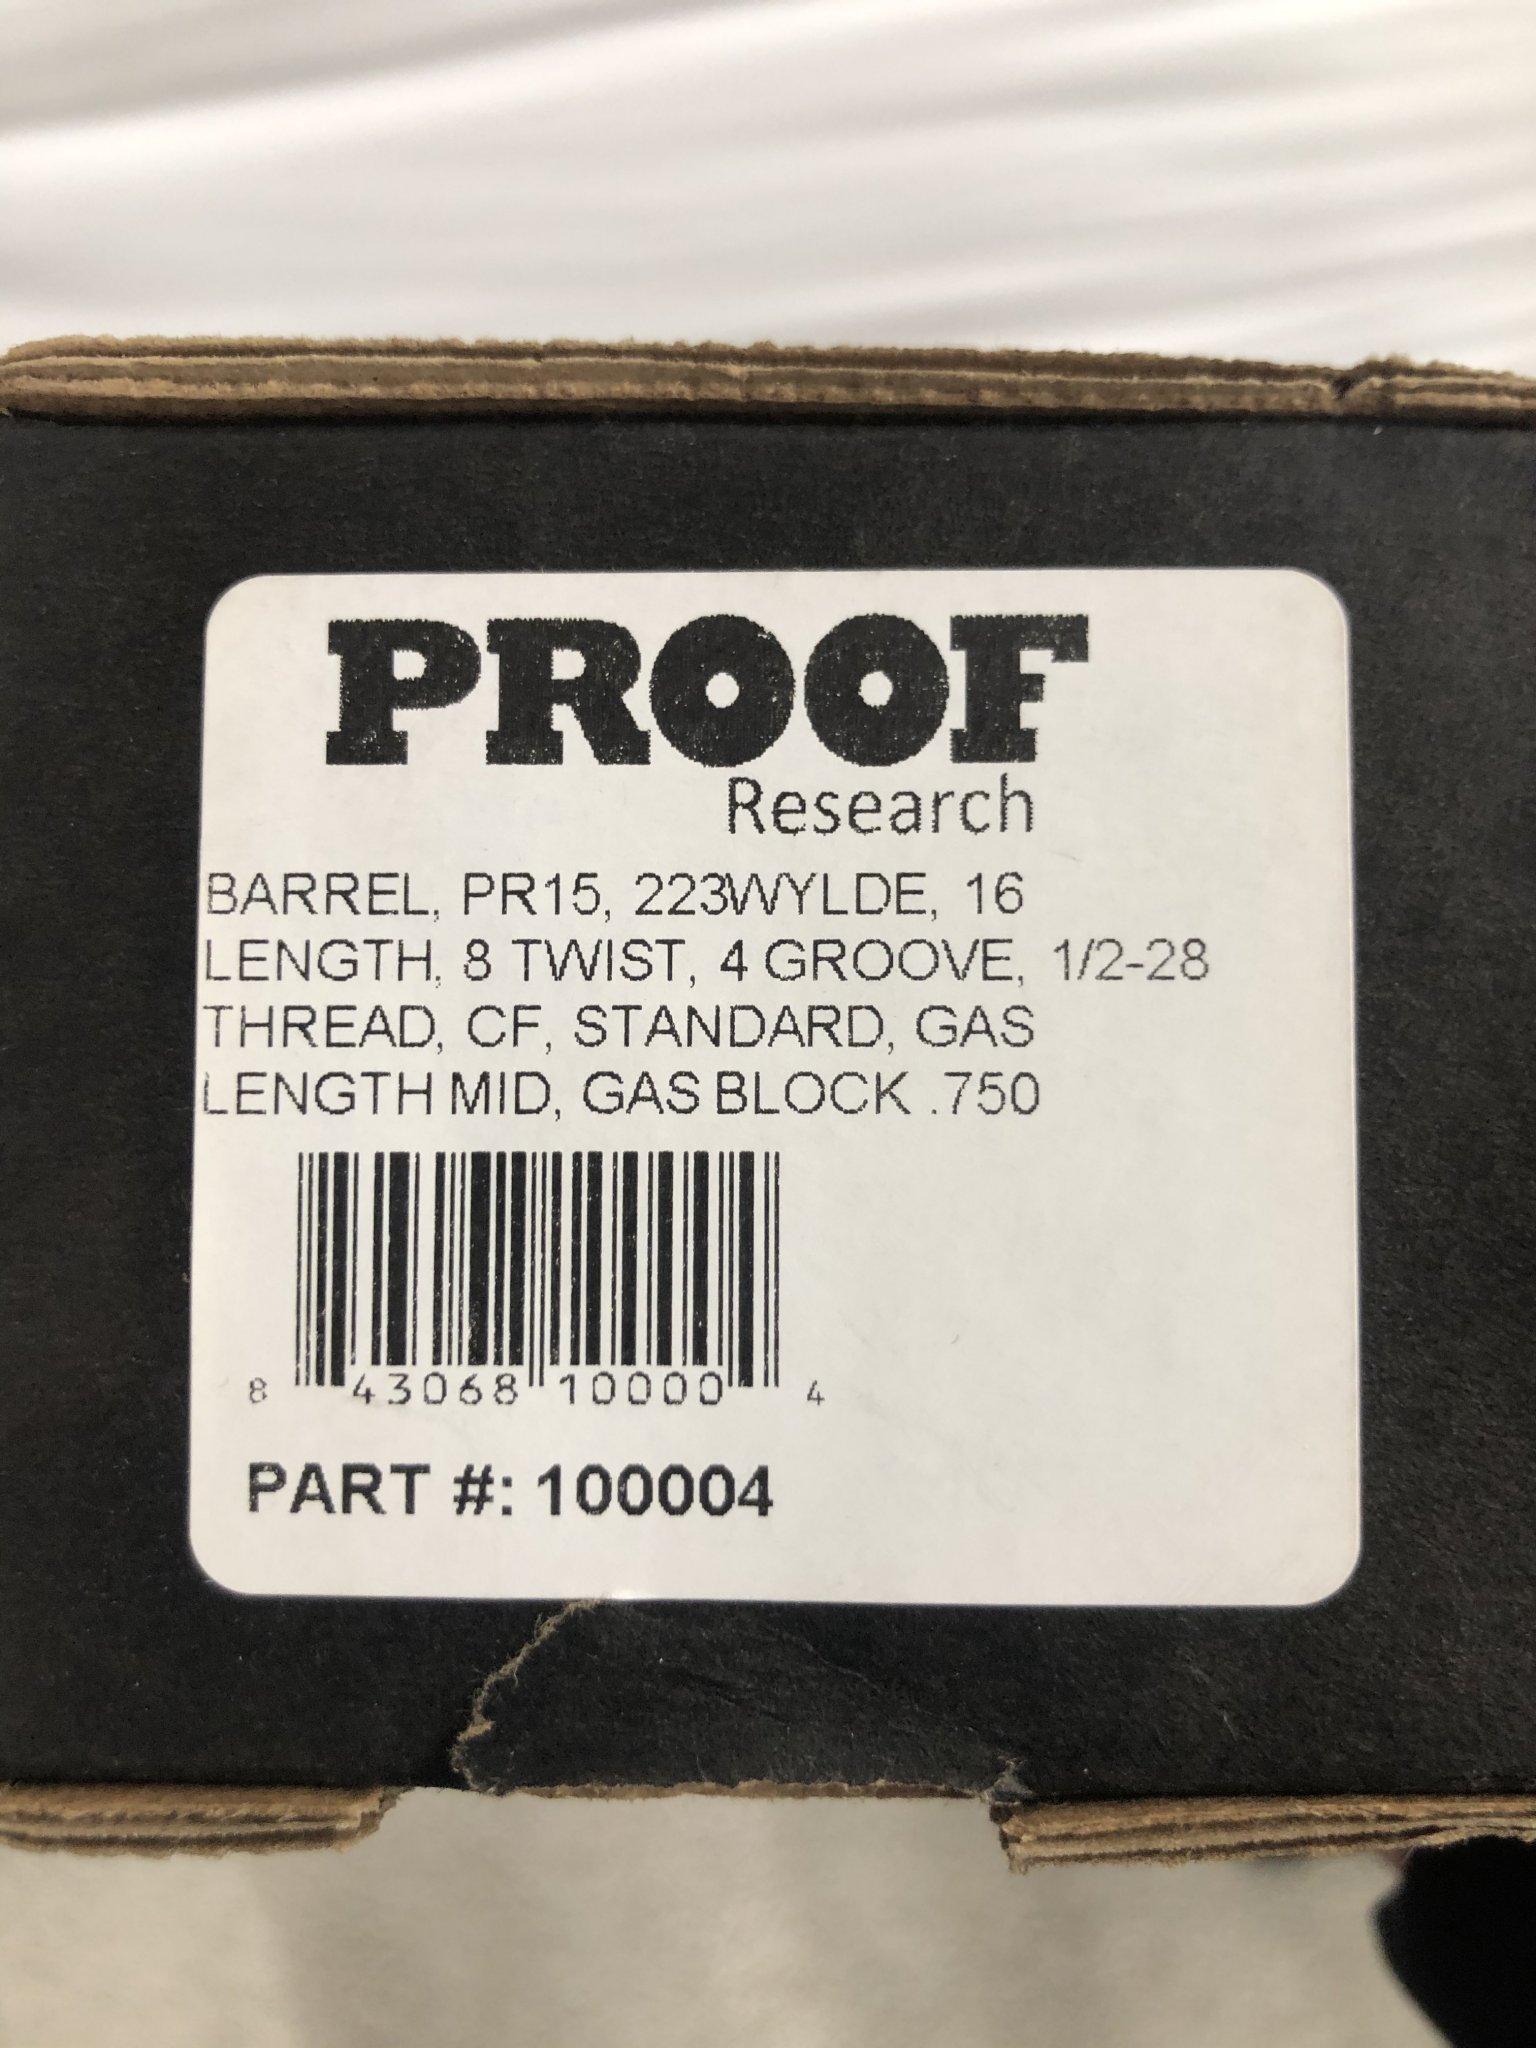 PROOF
Research
BARREL, PR15, 223WYLDE, 16
LENGTH, 8 TWIST, 4 GROOVE, 1/2-28
THREAD, CF, STANDARD, GAS
LENGTH MID, GAS BLOCK .750
8 43068 10000 4
PART #: 100004